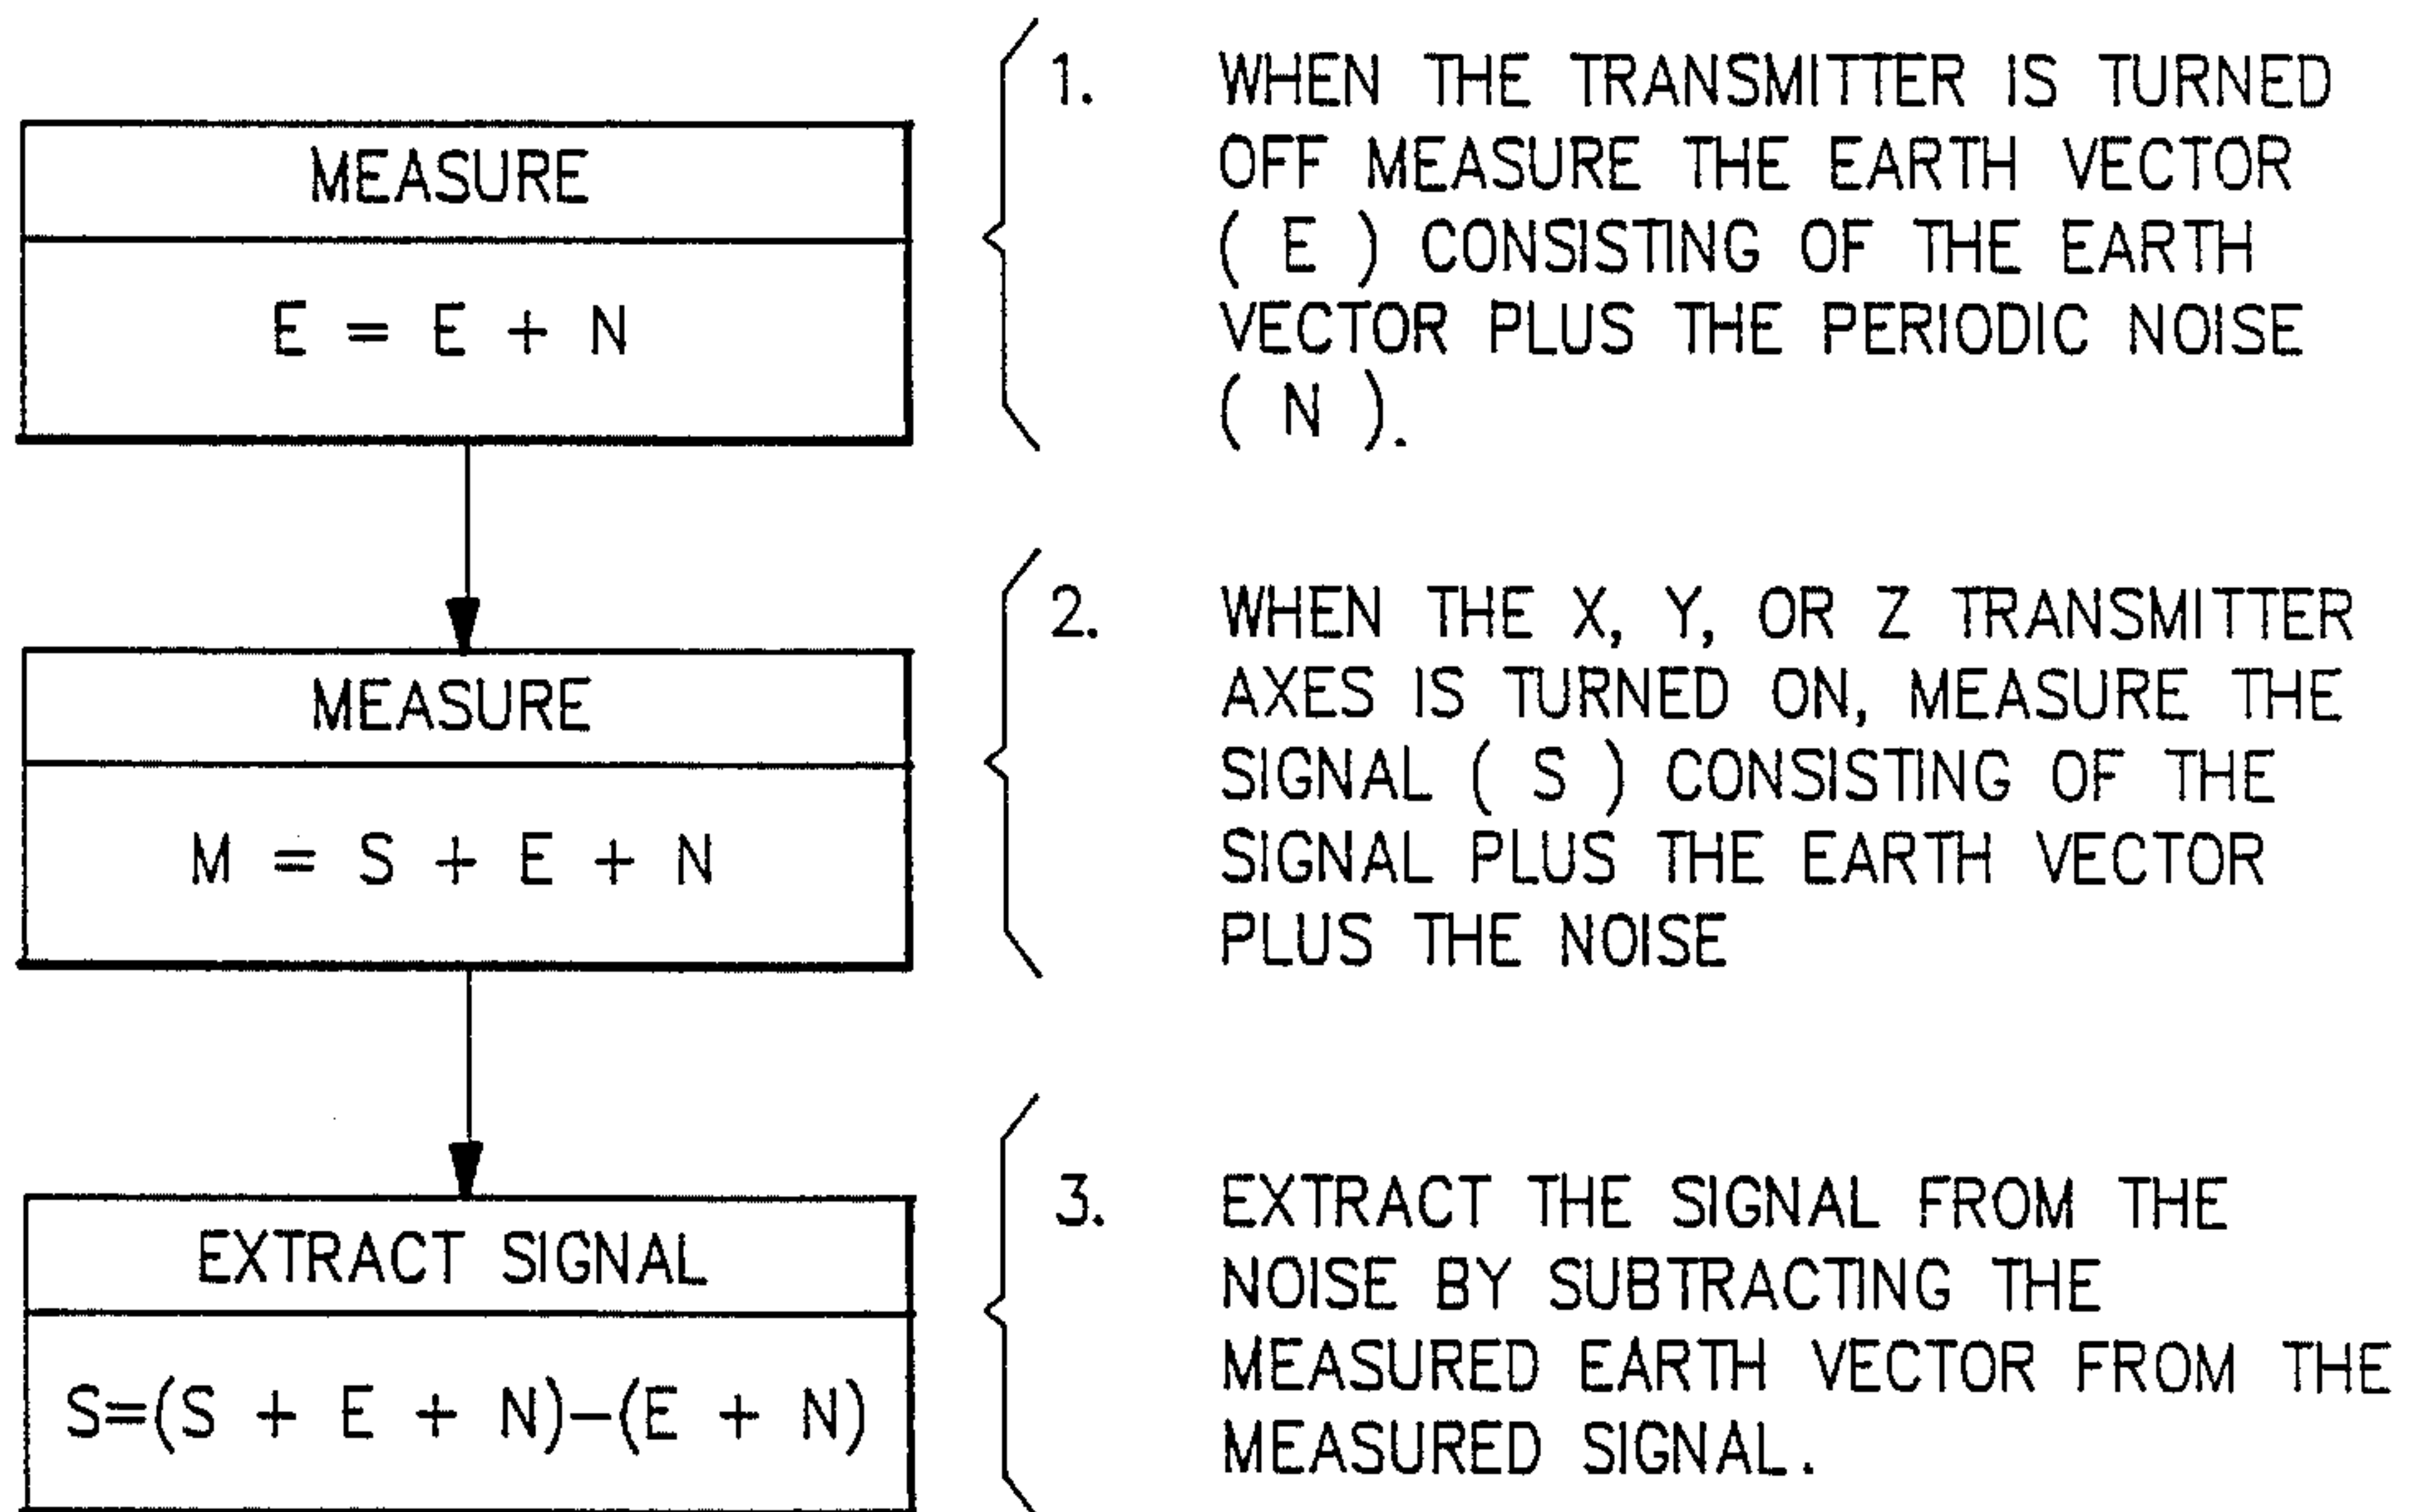 MEASURE
E = E + N
1. WHEN THE TRANSMITTER IS TURNED
OFF MEASURE THE EARTH VECTOR
( E ) CONSISTING OF THE EARTH
VECTOR PLUS THE PERIODIC NOISE
( N ).
MEASURE
M = S + E + N
2. WHEN THE X, Y, OR Z TRANSMITTER
AXES IS TURNED ON, MEASURE THE
SIGNAL ( S ) CONSISTING OF THE
SIGNAL PLUS THE EARTH VECTOR
PLUS THE NOISE
EXTRACT SIGNAL
S=(S + E + N)-(E + N)
3. EXTRACT THE SIGNAL FROM THE
NOISE BY SUBTRACTING THE
MEASURED EARTH VECTOR FROM THE
MEASURED SIGNAL.